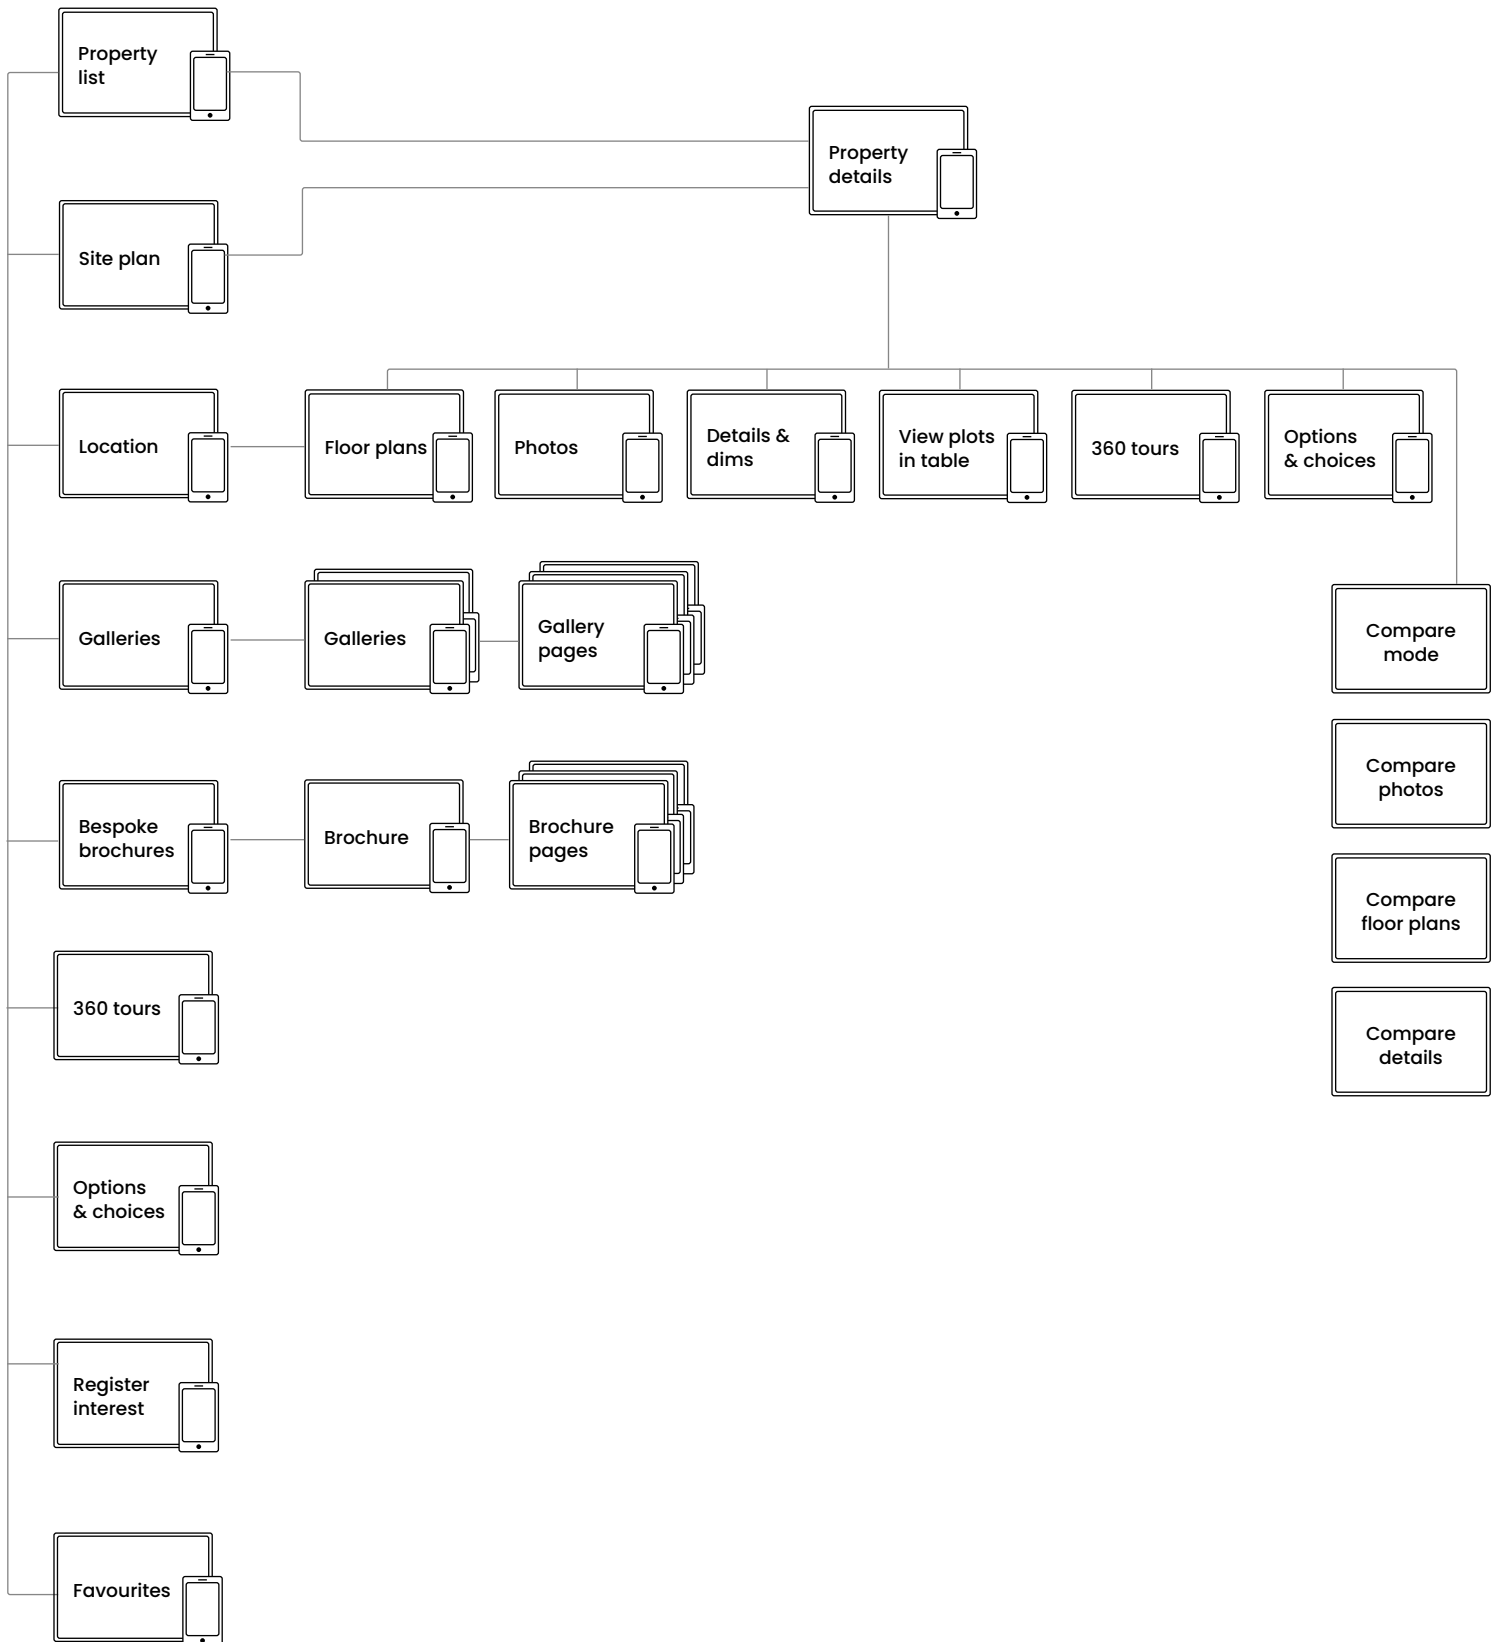 Property
list
Property
details
Site plan
Location
Floor plans
Photos
Details &
dims
View plots
in table
360 tours
Options
& choices
Galleries
Galleries
Gallery
pages
Compare
mode
Compare
photos
Bespoke
brochures
Brochure
Brochure
pages
Compare
floor plans
360 tours
Compare
details
Options
& choices
Register
interest
Favourites